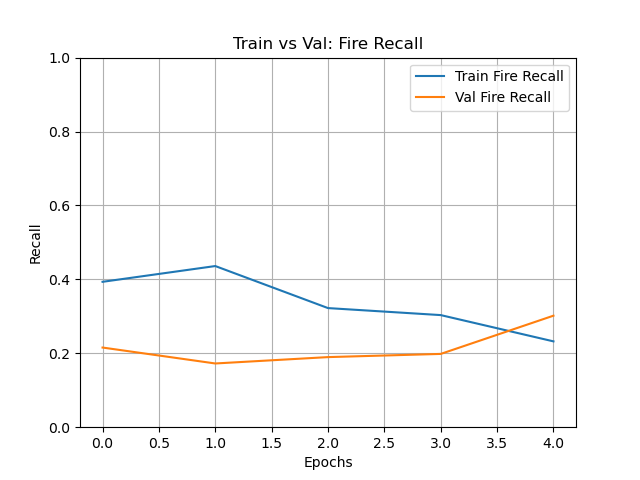 Train vs Val: Fire Recall
1.0
0.8
0.6
0.4
0.2
0.0
Recall
Train Fire Recall
Val Fire Recall
0.0 0.5 1.0 1.5 2.0 2.5 3.0 3.5 4.0
Epochs